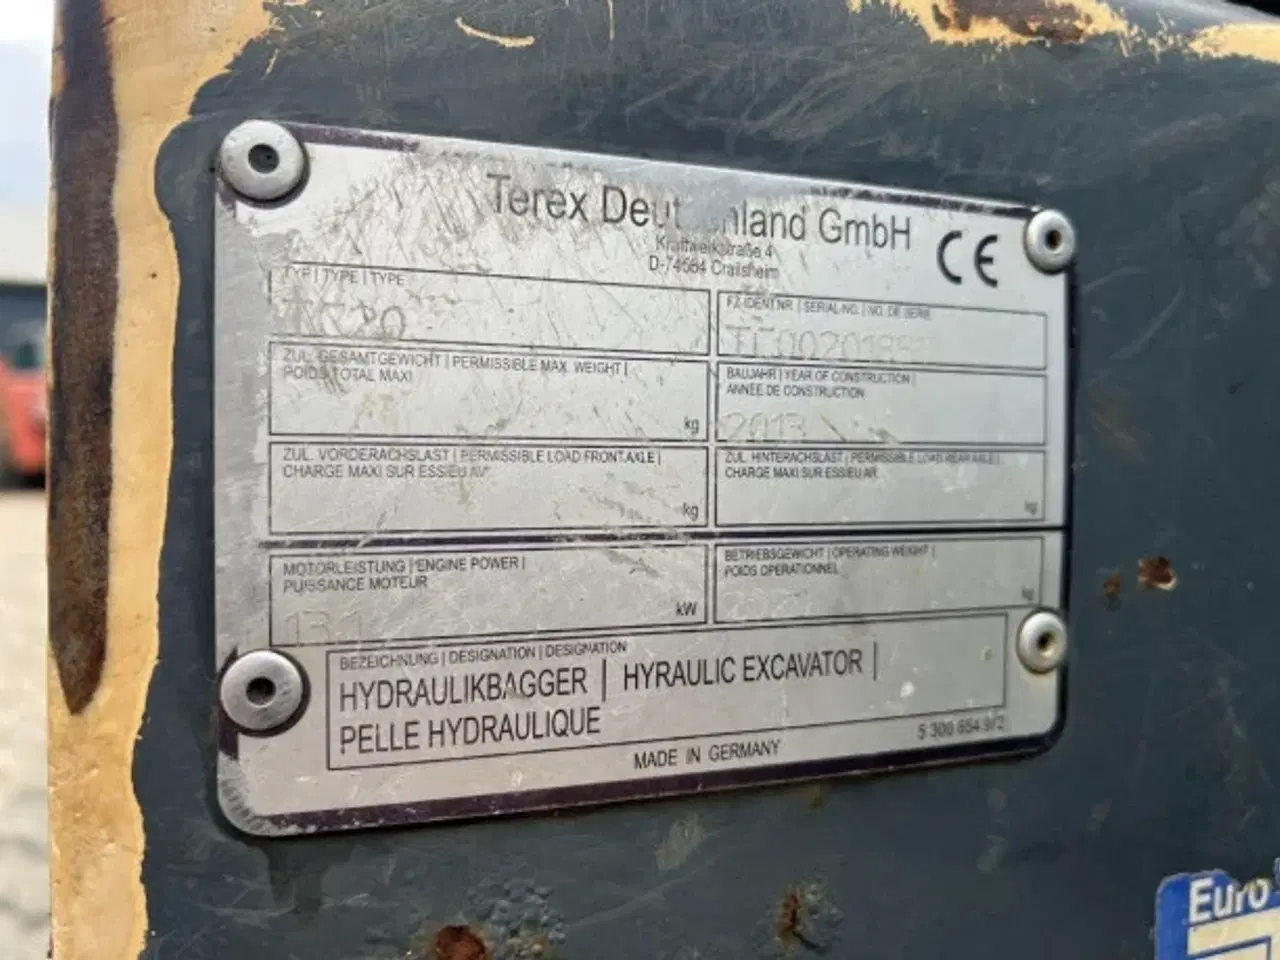 Terex Deutschland GmbH
Kraftwerkstraße 4
D-74564 Crailsheim
CE
TYP | TYPE | TYPE
FZ.IDENT.NR. | SERIAL-NO. | NO. DE SERIE
ZUL. GESAMTGEWICHT | PERMISSIBLE MAX. WEIGHT |
POIDS TOTAL MAXI
kg
BAUJAHR | YEAR OF CONSTRUCTION |
ANNEE DE CONSTRUCTION
2013
ZUL. VORDERACHSLAST | PERMISSIBLE LOAD FRONT.AXLE |
CHARGE MAXI SUR ESSIEU AV
kg
ZUL. HINTERACHSLAST | PERMISSIBLE LOAD REAR AXLE |
CHARGE MAXI SUR ESSIEU AR.
kg
MOTORLEISTUNG | ENGINE POWER |
PUISSANCE MOTEUR
13.1
kW
BETRIEBSGEWICHT | OPERATING WEIGHT |
POIDS OPERATIONNEL
kg
BEZEICHNUNG | DESIGNATION | DESIGNATION
HYDRAULIKBAGGER | HYRAULIC EXCAVATOR |
PELLE HYDRAULIQUE
MADE IN GERMANY
Euro